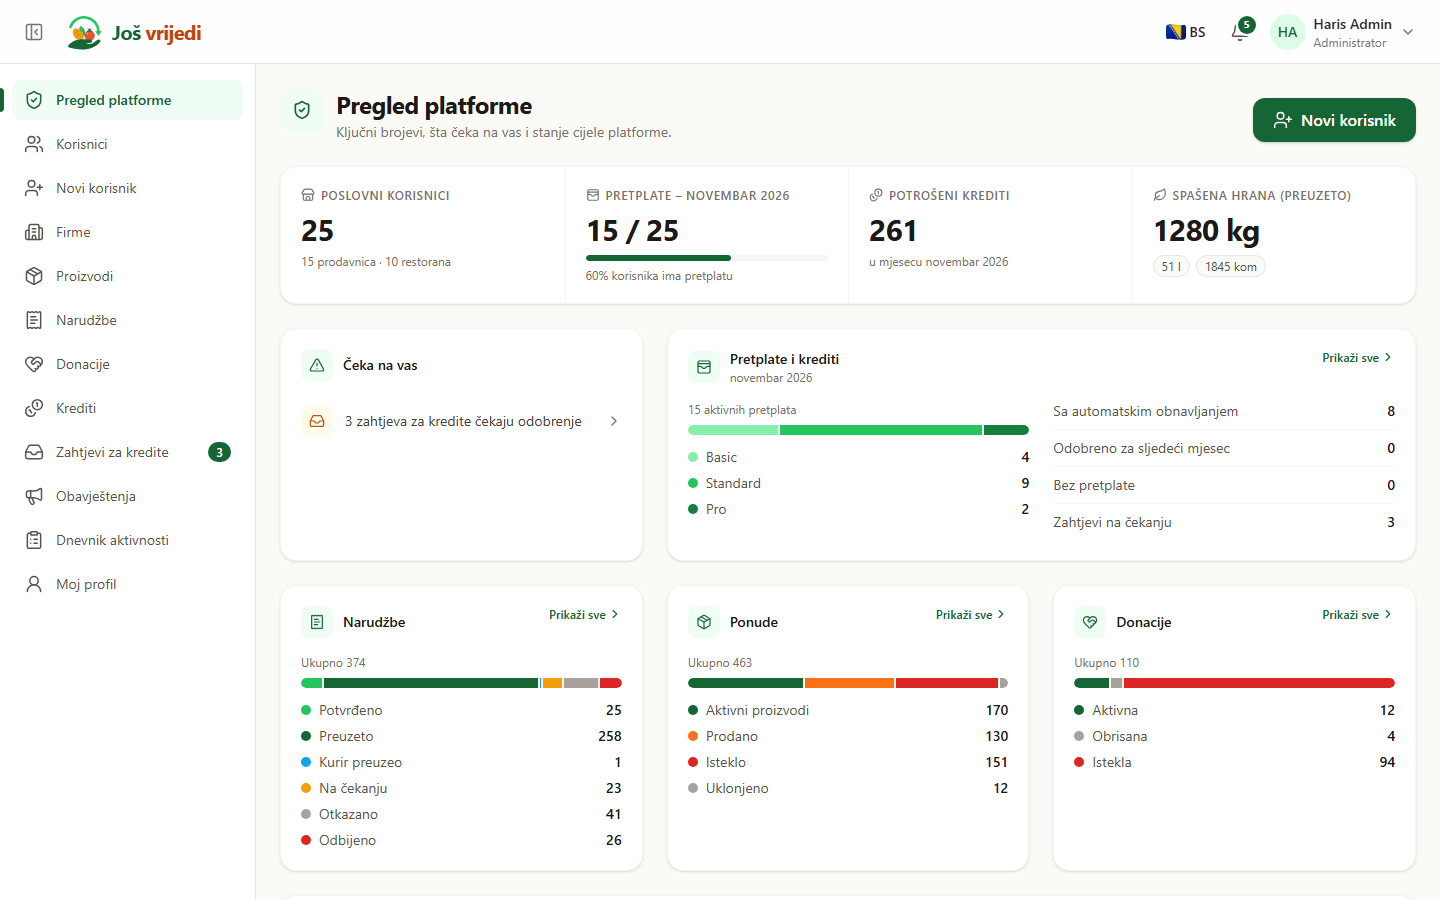 Još vrijedi
BS
5
HA
Haris Admin
Administrator
Pregled platforme
Korisnici
Novi korisnik
Firme
Proizvodi
Narudžbe
Donacije
Krediti
Zahtjevi za kredite
3
Obavještenja
Dnevnik aktivnosti
Moj profil
Pregled platforme
Ključni brojevi, šta čeka na vas i stanje cijele platforme.
Novi korisnik
POSLOVNI KORISNICI
25
15 prodavnica · 10 restorana
PRETPLATE – NOVEMBAR 2026
15 / 25
60% korisnika ima pretplatu
POTROŠENI KREDITI
261
u mjesecu novembar 2026
SPAŠENA HRANA (PREUZETO)
1280 kg
51 l
1845 kom
Čeka na vas
3 zahtjeva za kredite čekaju odobrenje
Pretplate i krediti
novembar 2026
Prikaži sve
15 aktivnih pretplata
Basic 4
Standard 9
Pro 2
Sa automatskim obnavljanjem 8
Odobreno za sljedeći mjesec 0
Bez pretplate 0
Zahtjevi na čekanju 3
Narudžbe
Prikaži sve
Ukupno 374
Potvrđeno 25
Preuzeto 258
Kurir preuzeo 1
Na čekanju 23
Otkazano 41
Odbijeno 26
Ponude
Prikaži sve
Ukupno 463
Aktivni proizvodi 170
Prodano 130
Isteklo 151
Uklonjeno 12
Donacije
Prikaži sve
Ukupno 110
Aktivna 12
Obrisana 4
Istekla 94